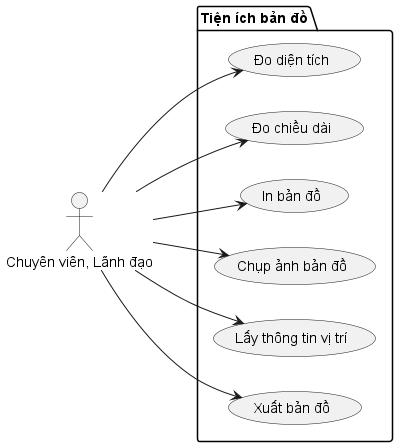 Tiện ích bản đồ
Đo diện tích
Đo chiều dài
In bản đồ
Chụp ảnh bản đồ
Lấy thông tin vị trí
Xuất bản đồ
Chuyên viên, Lãnh đạo